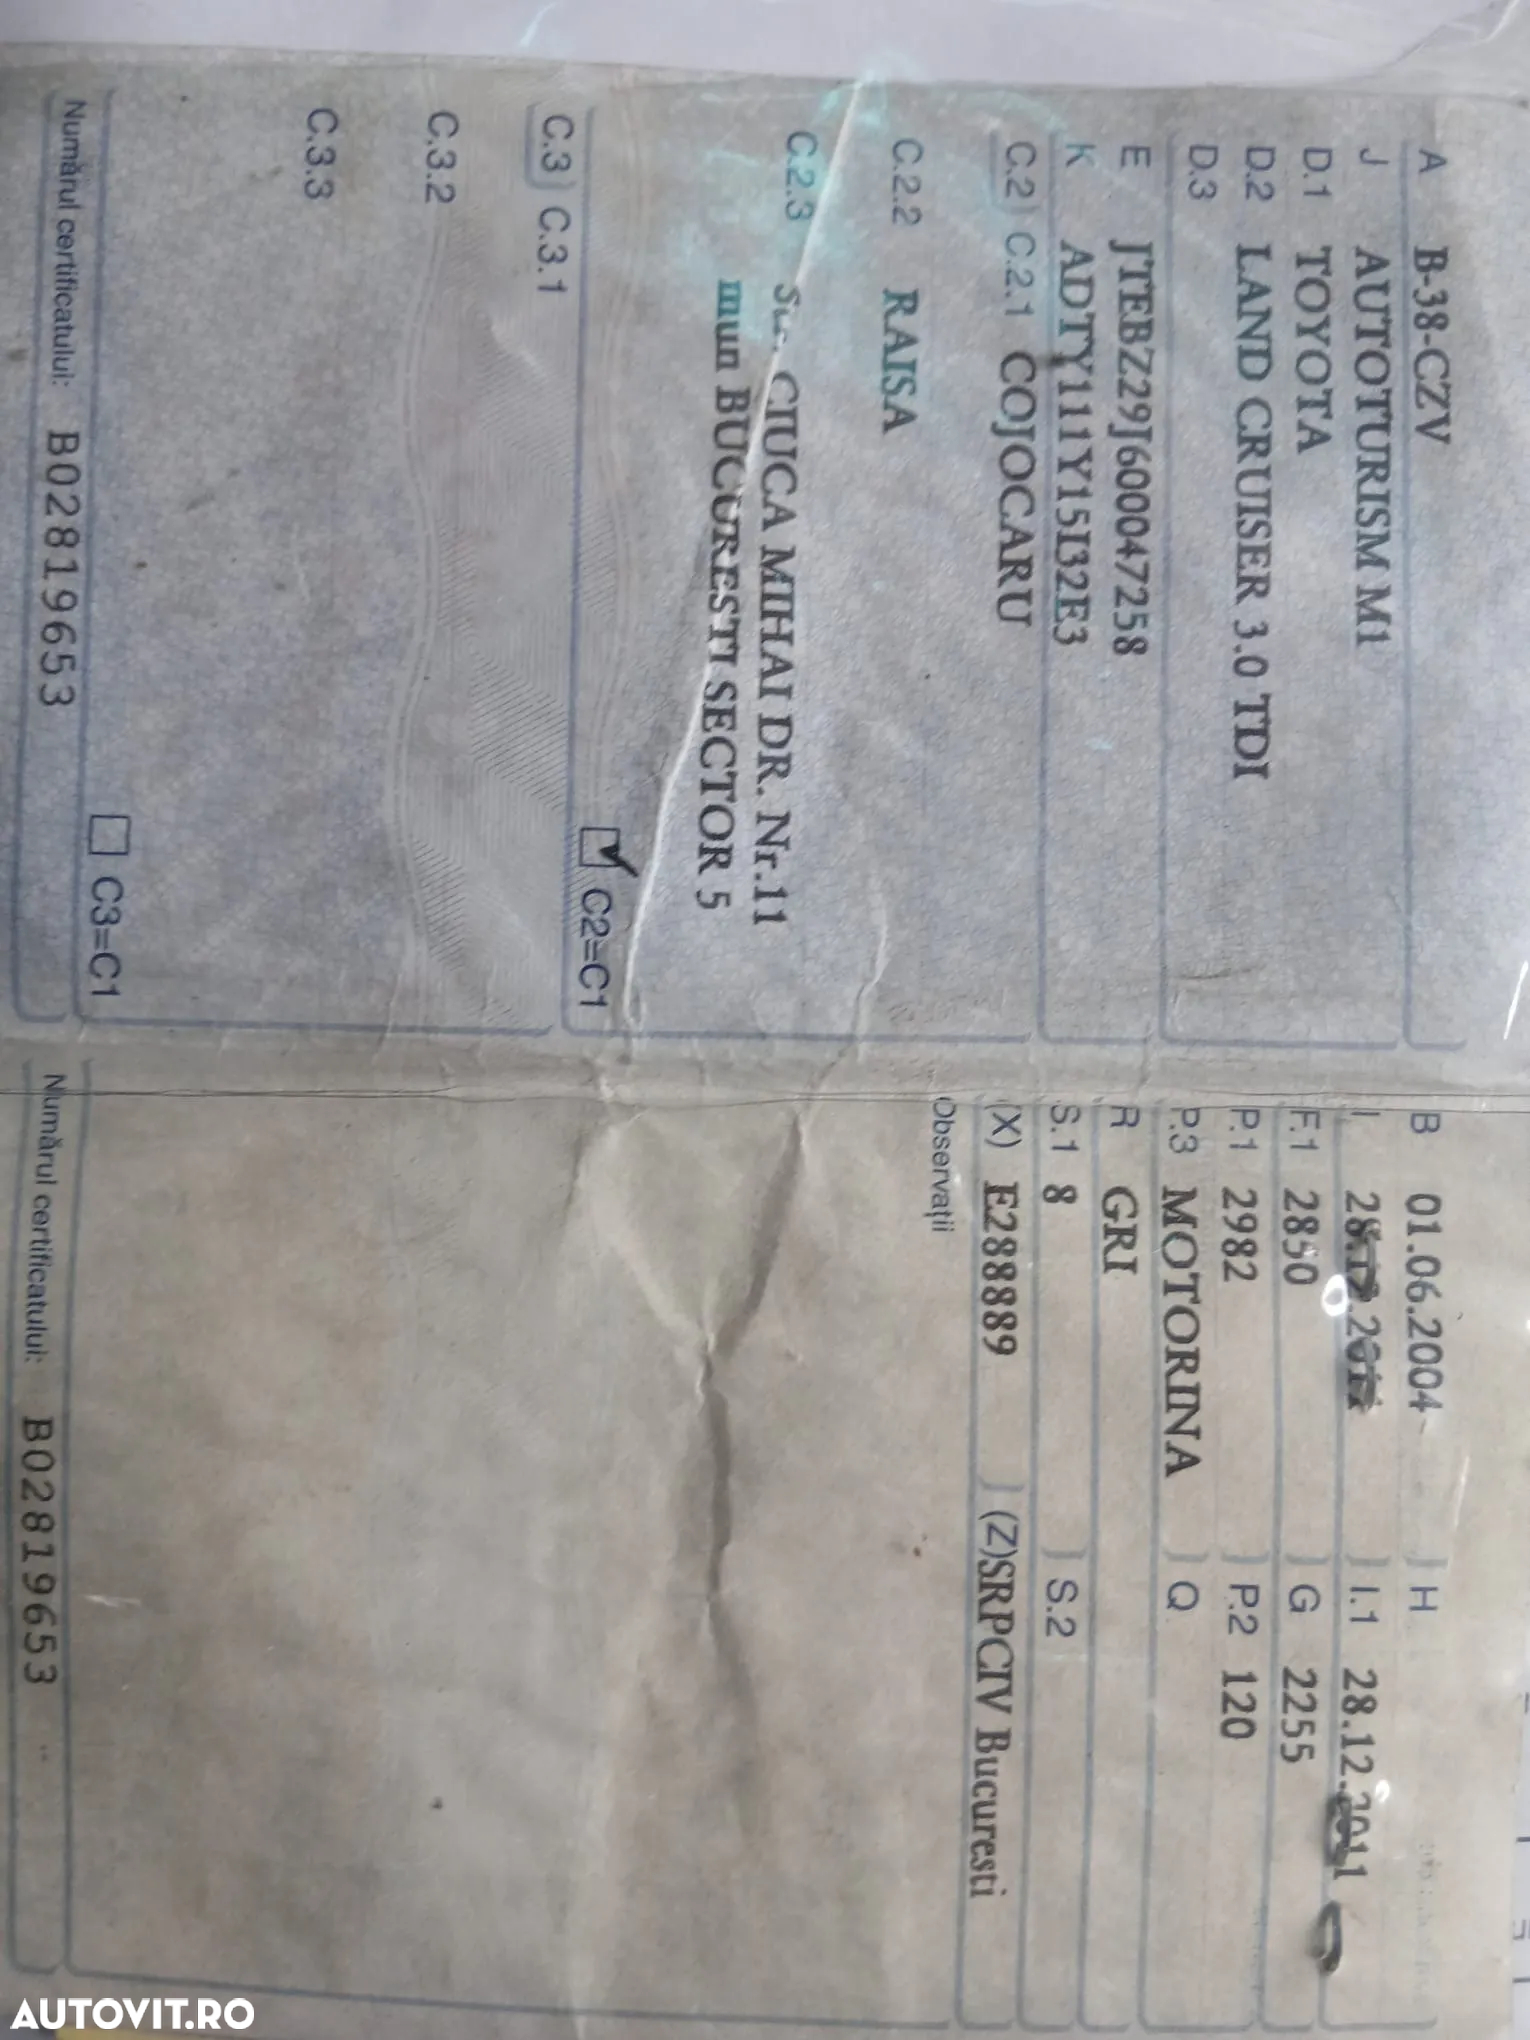 A B-38-CZV
J AUTOTURISM M1
D.1 TOYOTA
D.2 LAND CRUISER 3.0 TDI
D.3
E JTEBZ29J600047258
K ADTY111Y15I32E3
C.2 C.2.1 COJOCARU
C.2.2 RAISA
C.2.3 CIUCA MIHAI DR. Nr.11
mun BUCURESTI SECTOR 5
C2=C1
C.3 C.3.1
C.3.2
C.3.3
C3=C1
Numărul certificatului: B02819653
B 01.06.2004 H
I I.1 28.12.2011
F.1 2850 G 2255
P.1 2982 P.2 120
P.3 MOTORINA Q
R GRI
S.1 8 S.2
(X) E288889 (Z)SRPCIV Bucuresti
Observații
Numărul certificatului: B02819653
AUTOVIT.RO